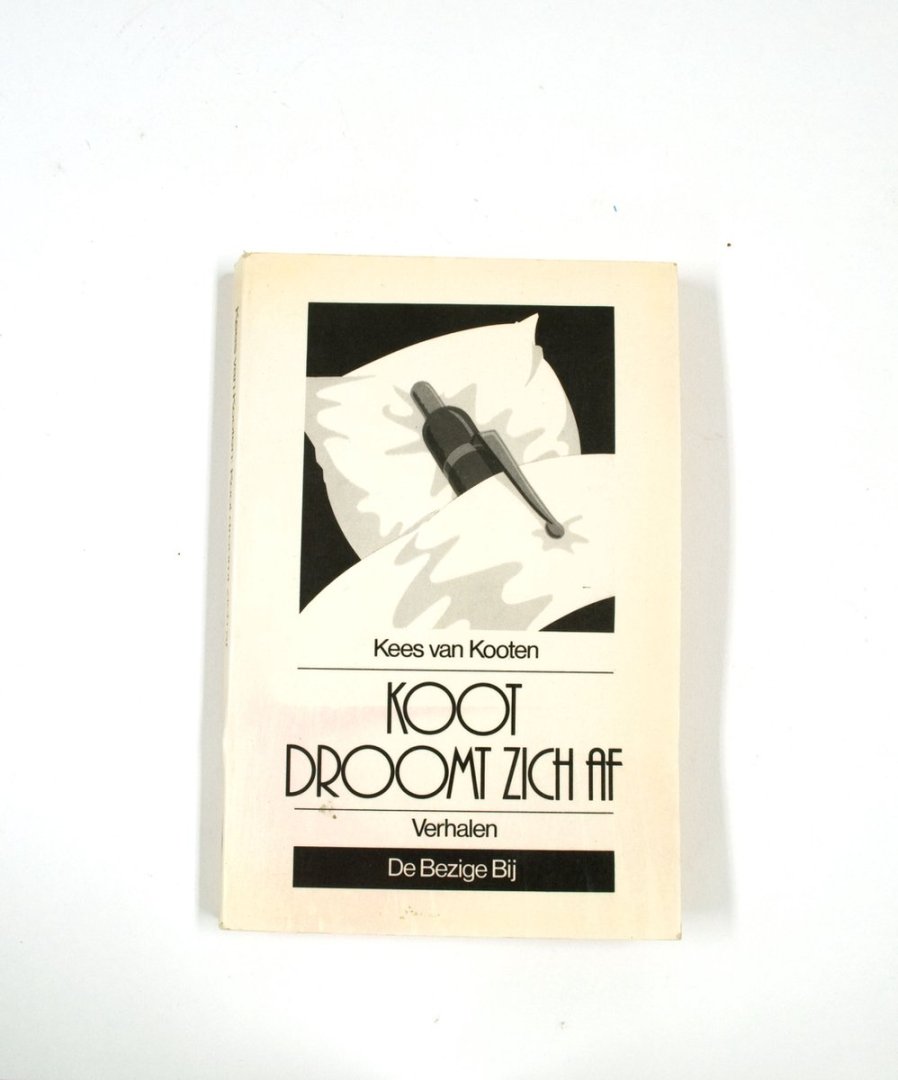 Kees van Kooten
KOOT
DROOMT ZICH AF
Verhalen
De Bezige Bij